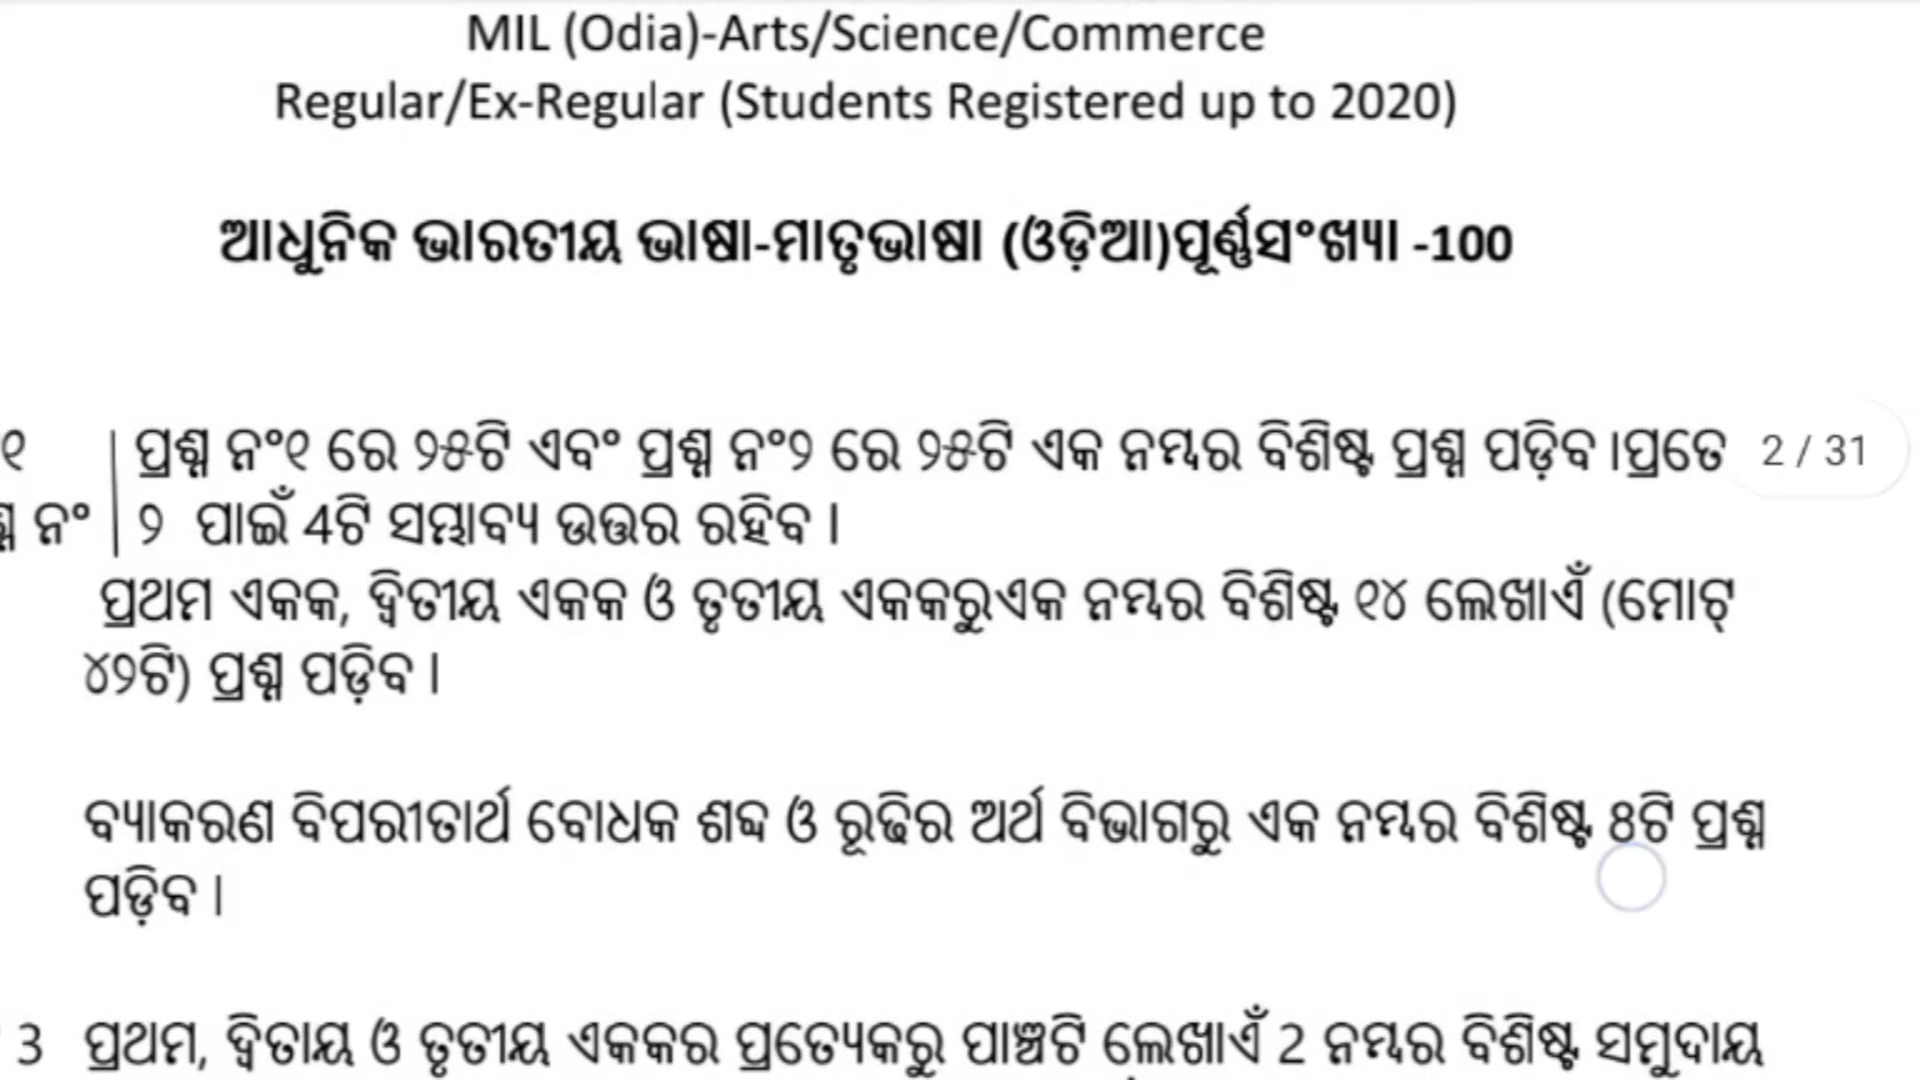 MIL (Odia)-Arts/Science/Commerce
Regular/Ex-Regular (Students Registered up to 2020)
ଆଧୁନିକ ଭାରତୀୟ ଭାଷା-ମାତୃଭାଷା (ଓଡ଼ିଆ)ପୂର୍ଣ୍ଣସଂଖ୍ୟା -100
୧ ପ୍ରଶ୍ନ ନଂ୧ ରେ ୨୫ଟି ଏବଂ ପ୍ରଶ୍ନ ନଂ୨ ରେ ୨୫ଟି ଏକ ନମ୍ବର ବିଶିଷ୍ଟ ପ୍ରଶ୍ନ ପଡ଼ିବ ।ପ୍ରତେ 2 / 31
ନଂ ୨ ପାଇଁ 4ଟି ସମ୍ଭାବ୍ୟ ଉତ୍ତର ରହିବ ।
ପ୍ରଥମ ଏକକ, ଦ୍ଵିତୀୟ ଏକକ ଓ ତୃତୀୟ ଏକକରୁଏକ ନମ୍ବର ବିଶିଷ୍ଟ ୧୪ ଲେଖାଏଁ (ମୋଟ୍
୪୨ଟି) ପ୍ରଶ୍ନ ପଡ଼ିବ ।
ବ୍ୟାକରଣ ବିପରୀତାର୍ଥ ବୋଧକ ଶବ୍ଦ ଓ ରୂଢିର ଅର୍ଥ ବିଭାଗରୁ ଏକ ନମ୍ବର ବିଶିଷ୍ଟ 8ଟି ପ୍ରଶ୍ନ
ପଡ଼ିବ ।
3 ପ୍ରଥମ, ଦ୍ଵିତୀୟ ଓ ତୃତୀୟ ଏକକର ପ୍ରତ୍ୟେକରୁ ପାଞ୍ଚଟି ଲେଖାଏଁ 2 ନମ୍ବର ବିଶିଷ୍ଟ ସମୁଦାୟ